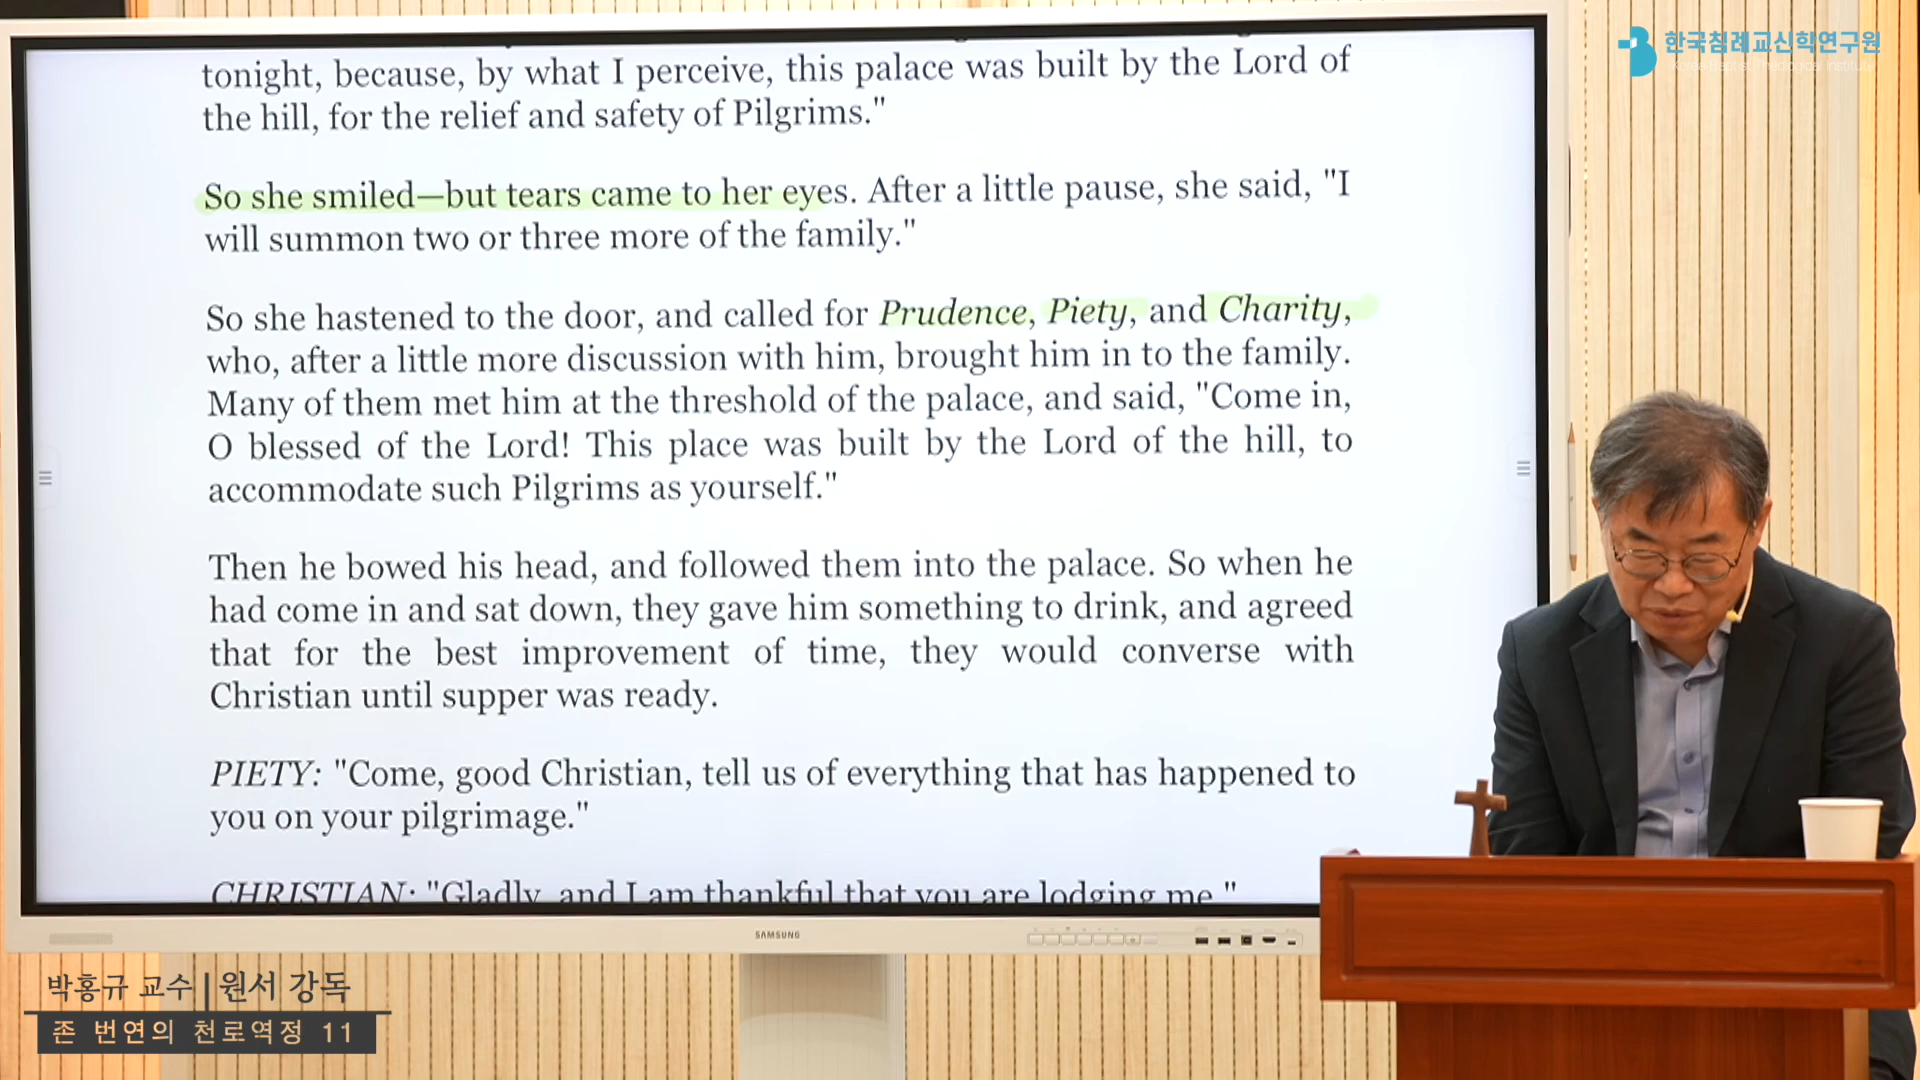 한국침례교신학연구원
Korea Baptist Theological Institute
tonight, because, by what I perceive, this palace was built by the Lord of
the hill, for the relief and safety of Pilgrims."
So she smiled—but tears came to her eyes. After a little pause, she said, "I
will summon two or three more of the family."
So she hastened to the door, and called for Prudence, Piety, and Charity,
who, after a little more discussion with him, brought him in to the family.
Many of them met him at the threshold of the palace, and said, "Come in,
O blessed of the Lord! This place was built by the Lord of the hill, to
accommodate such Pilgrims as yourself."
Then he bowed his head, and followed them into the palace. So when he
had come in and sat down, they gave him something to drink, and agreed
that for the best improvement of time, they would converse with
Christian until supper was ready.
PIETY: "Come, good Christian, tell us of everything that has happened to
you on your pilgrimage."
CHRISTIAN: "Gladly, and I am thankful that you are lodging me."
SAMSUNG
박홍규 교수 | 원서 강독
존 번연의 천로역정 11